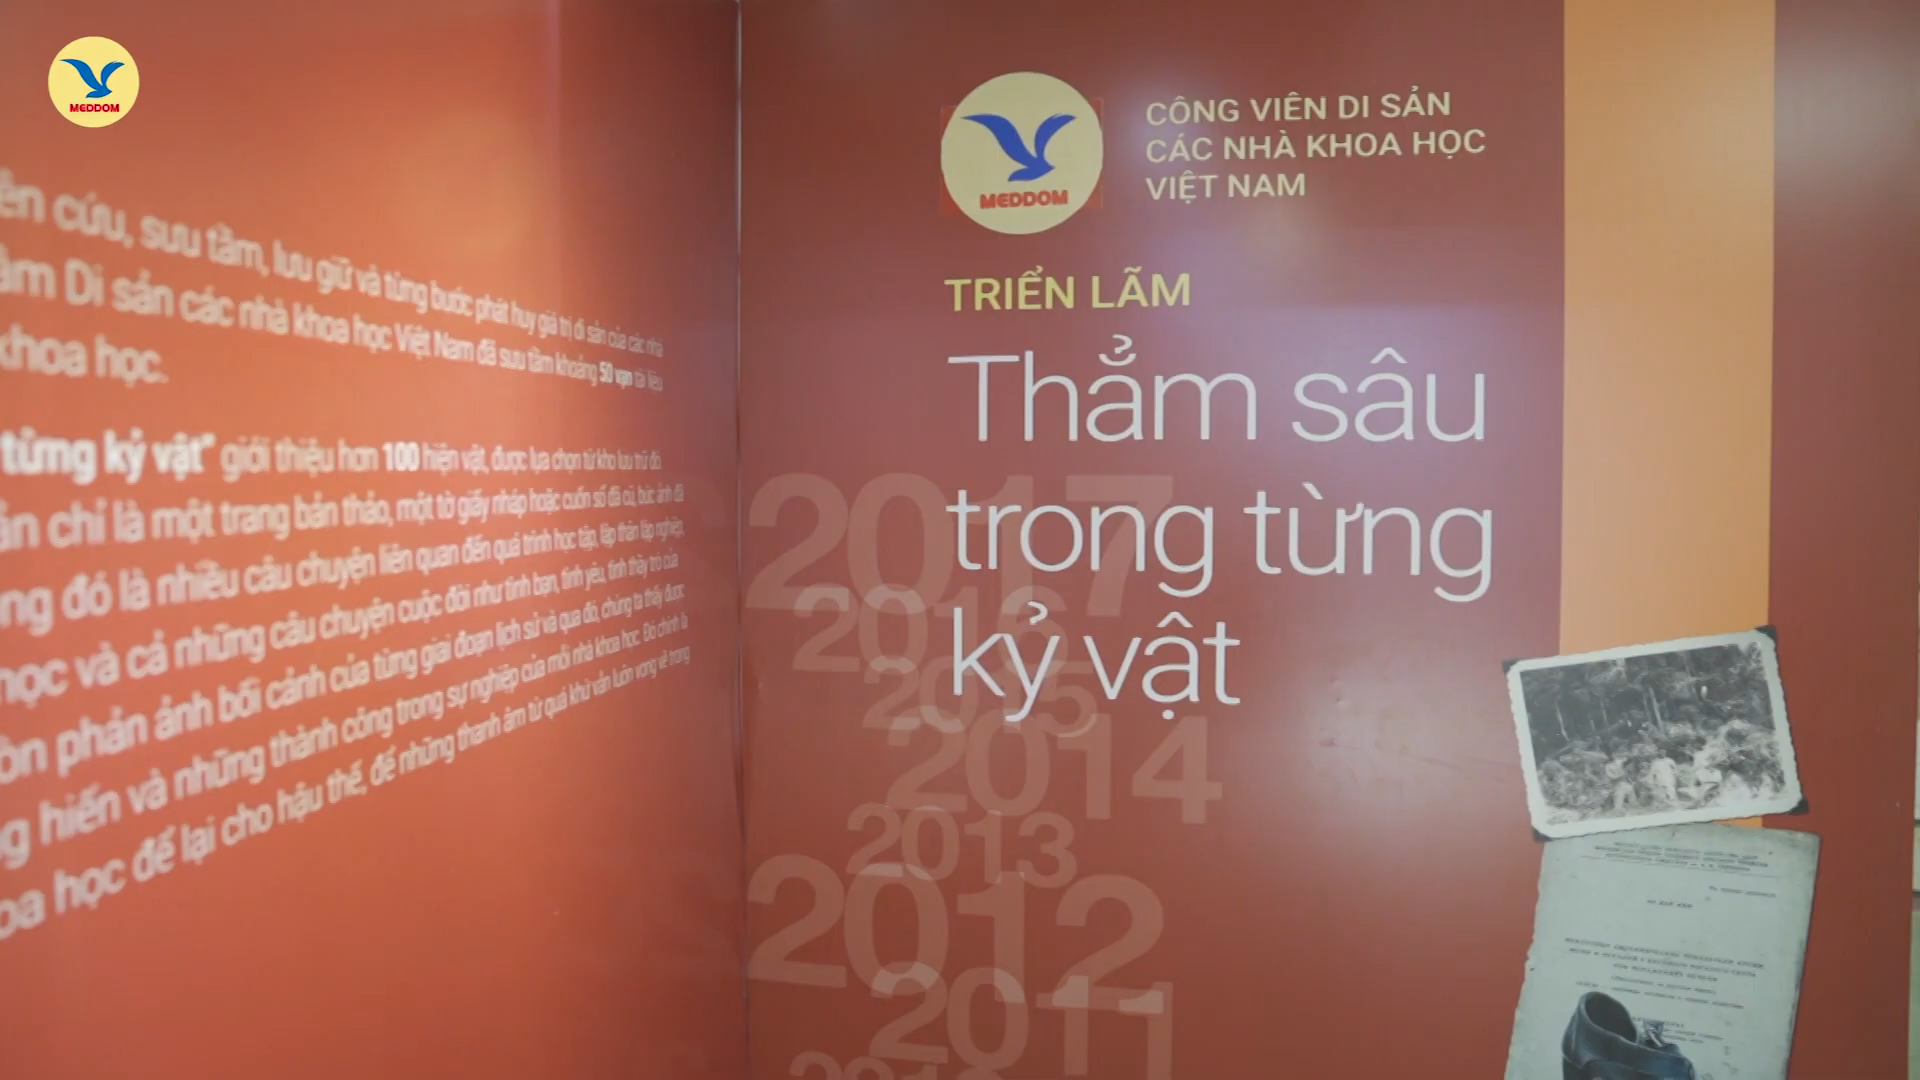 MEDDOM
ền cứu, sưu tầm, lưu giữ và từng bước phát huy giá trị di sản của các nhà
âm Di sản các nhà khoa học Việt Nam đã sưu tầm khoảng 50 vạn tài liệu
khoa học.
từng kỷ vật" giới thiệu hơn 100 hiện vật, được lựa chọn từ kho lưu trữ đó.
ần chỉ là một trang bản thảo, một tờ giấy nháp hoặc cuốn sổ đã cũ, bức ảnh đã
ng đó là nhiều câu chuyện liên quan đến quá trình học tập, lập thân lập nghiệp,
học và cả những câu chuyện cuộc đời như tình bạn, tình yêu, tình thầy trò của
òn phản ánh bối cảnh của từng giai đoạn lịch sử và qua đó, chúng ta thấy được
g hiến và những thành công trong sự nghiệp của mỗi nhà khoa học. Đó chính là
oa học để lại cho hậu thế, để những thanh âm từ quá khứ vẫn luôn vọng về trong
MEDDOM
CÔNG VIÊN DI SẢN
CÁC NHÀ KHOA HỌC
VIỆT NAM
TRIỂN LÃM
Thẳm sâu
trong từng
kỷ vật
2017
2016
2015
2014
2013
2012
2011
2010